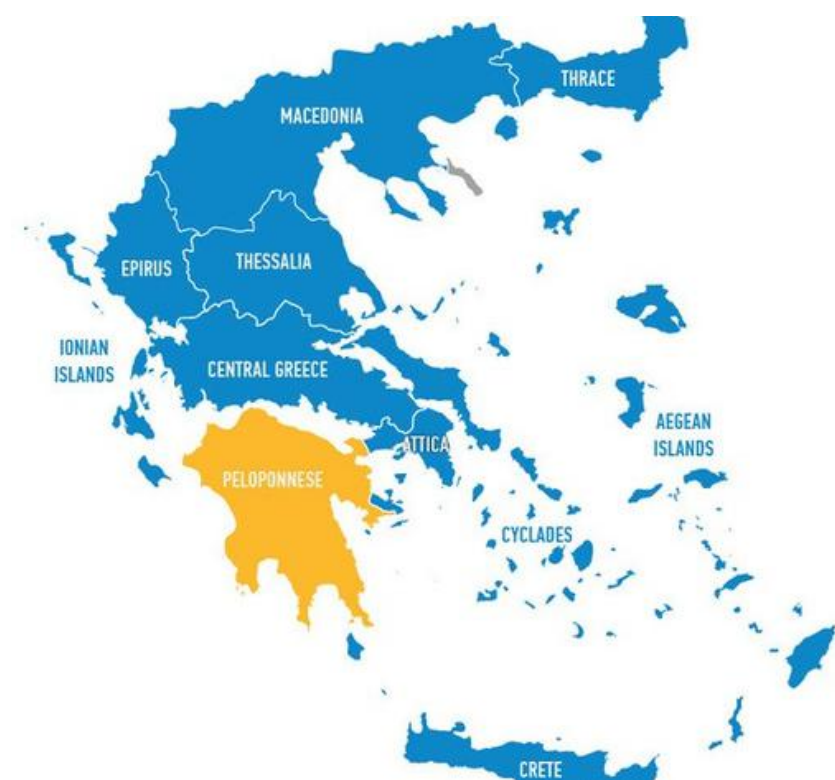 THRACE
MACEDONIA
EPIRUS
THESSALIA
IONIAN
ISLANDS
CENTRAL GREECE
AEGEAN
ISLANDS
ATTICA
PELOPONNESE
CYCLADES
CRETE